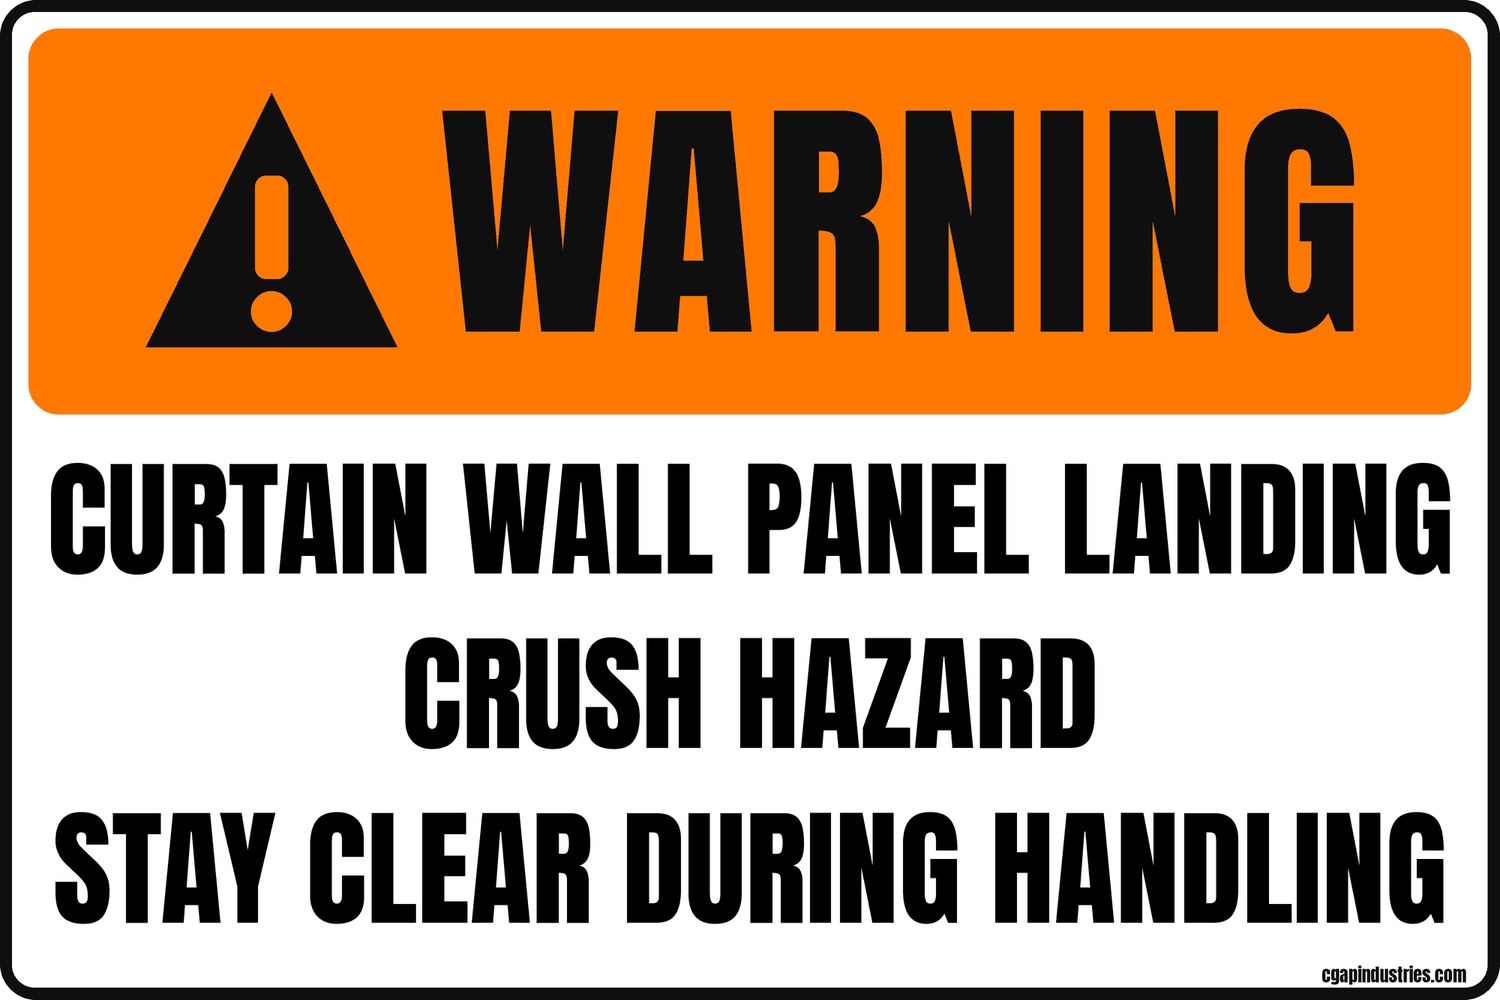 WARNING
CURTAIN WALL PANEL LANDING
CRUSH HAZARD
STAY CLEAR DURING HANDLING
cgapindustries.com